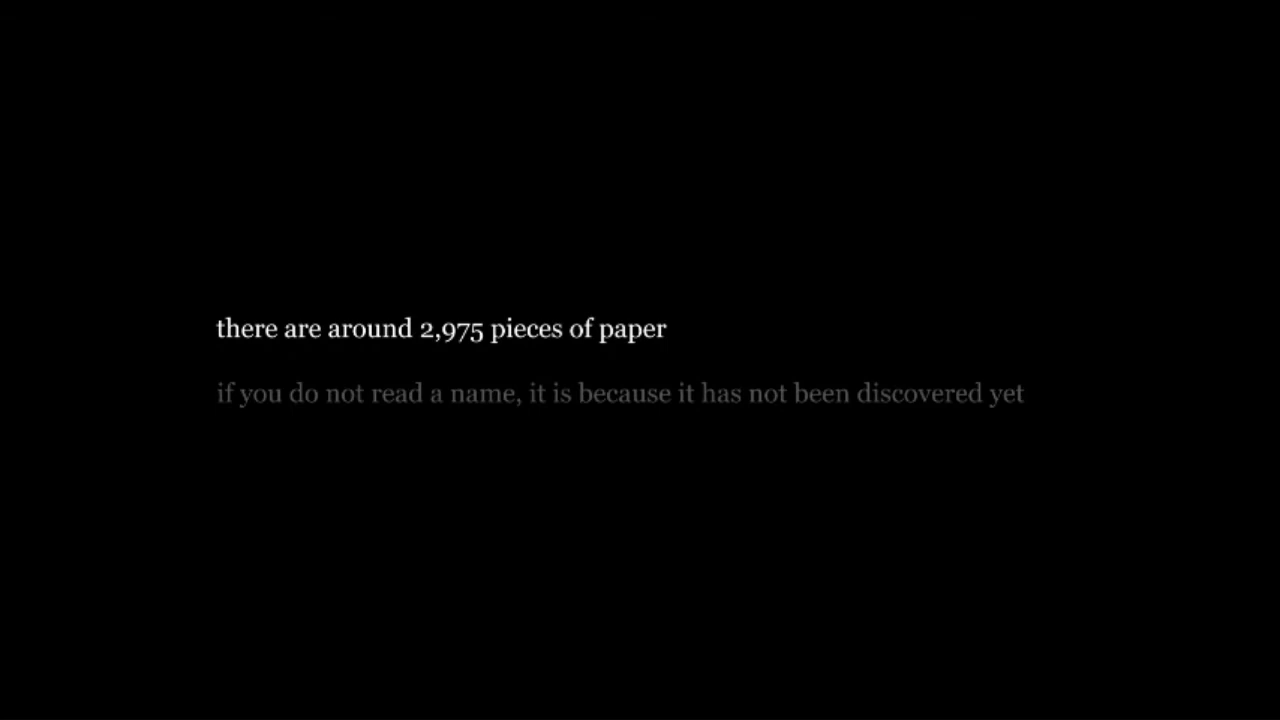 there are around 2,975 pieces of paper
if you do not read a name, it is because it has not been discovered yet